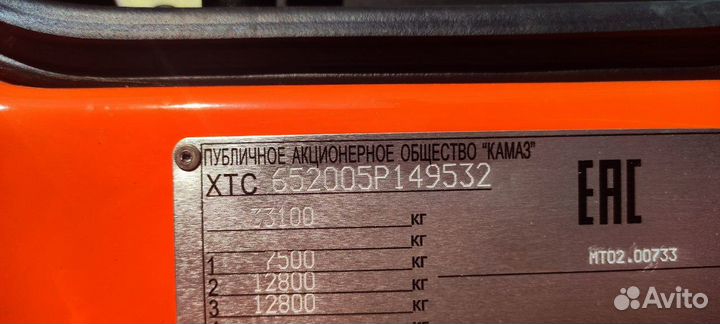 ПУБЛИЧНОЕ АКЦИОНЕРНОЕ ОБЩЕСТВО "КАМАЗ"
XTC 652005P149532
33100 КГ
КГ
1 7500 КГ
2 12800 КГ
3 12800 КГ
EAC
МТ02.00733
Avito